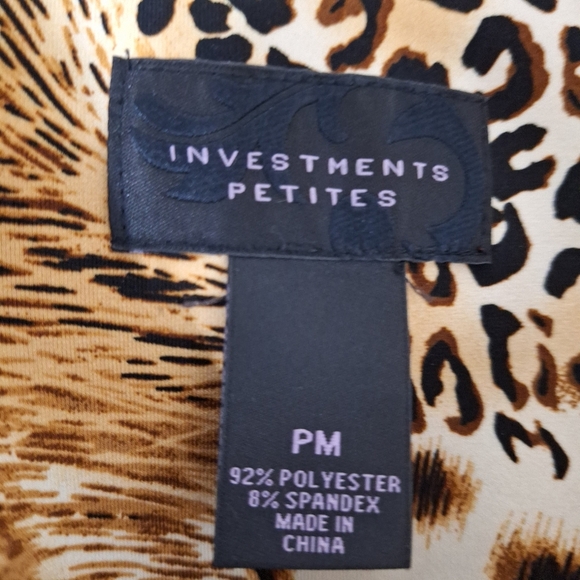 INVESTMENTS
PETITES
PM
92% POLYESTER
8% SPANDEX
MADE IN
CHINA